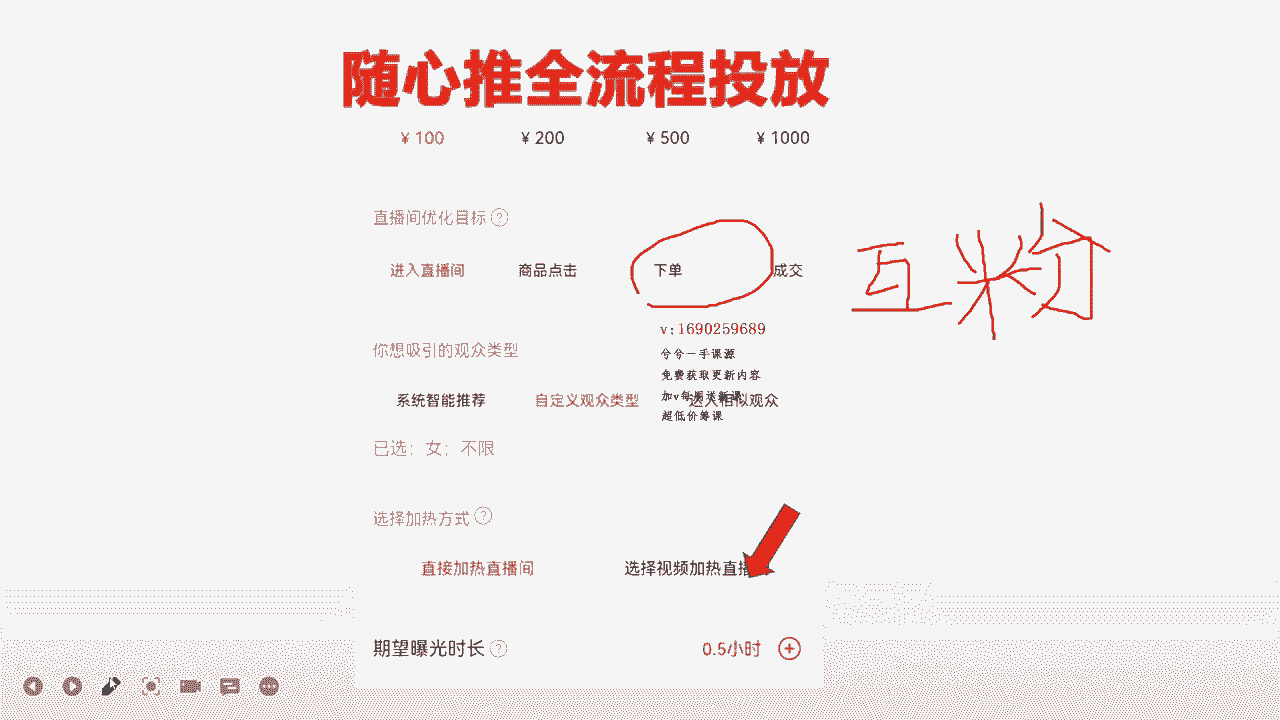 随心推全流程投放
¥ 100 ¥ 200 ¥ 500 ¥ 1000
直播间优化目标 ?
进入直播间 商品点击 下单 成交
互粉
v:1690259689
兮兮一手课源
你想吸引的观众类型
免费获取更新内容
系统智能推荐 自定义观众类型 达人相似观众
加v每期送新课
超低价筹课
已选：女；不限
选择加热方式 ?
直接加热直播间 选择视频加热直播
期望曝光时长 ? 0.5小时